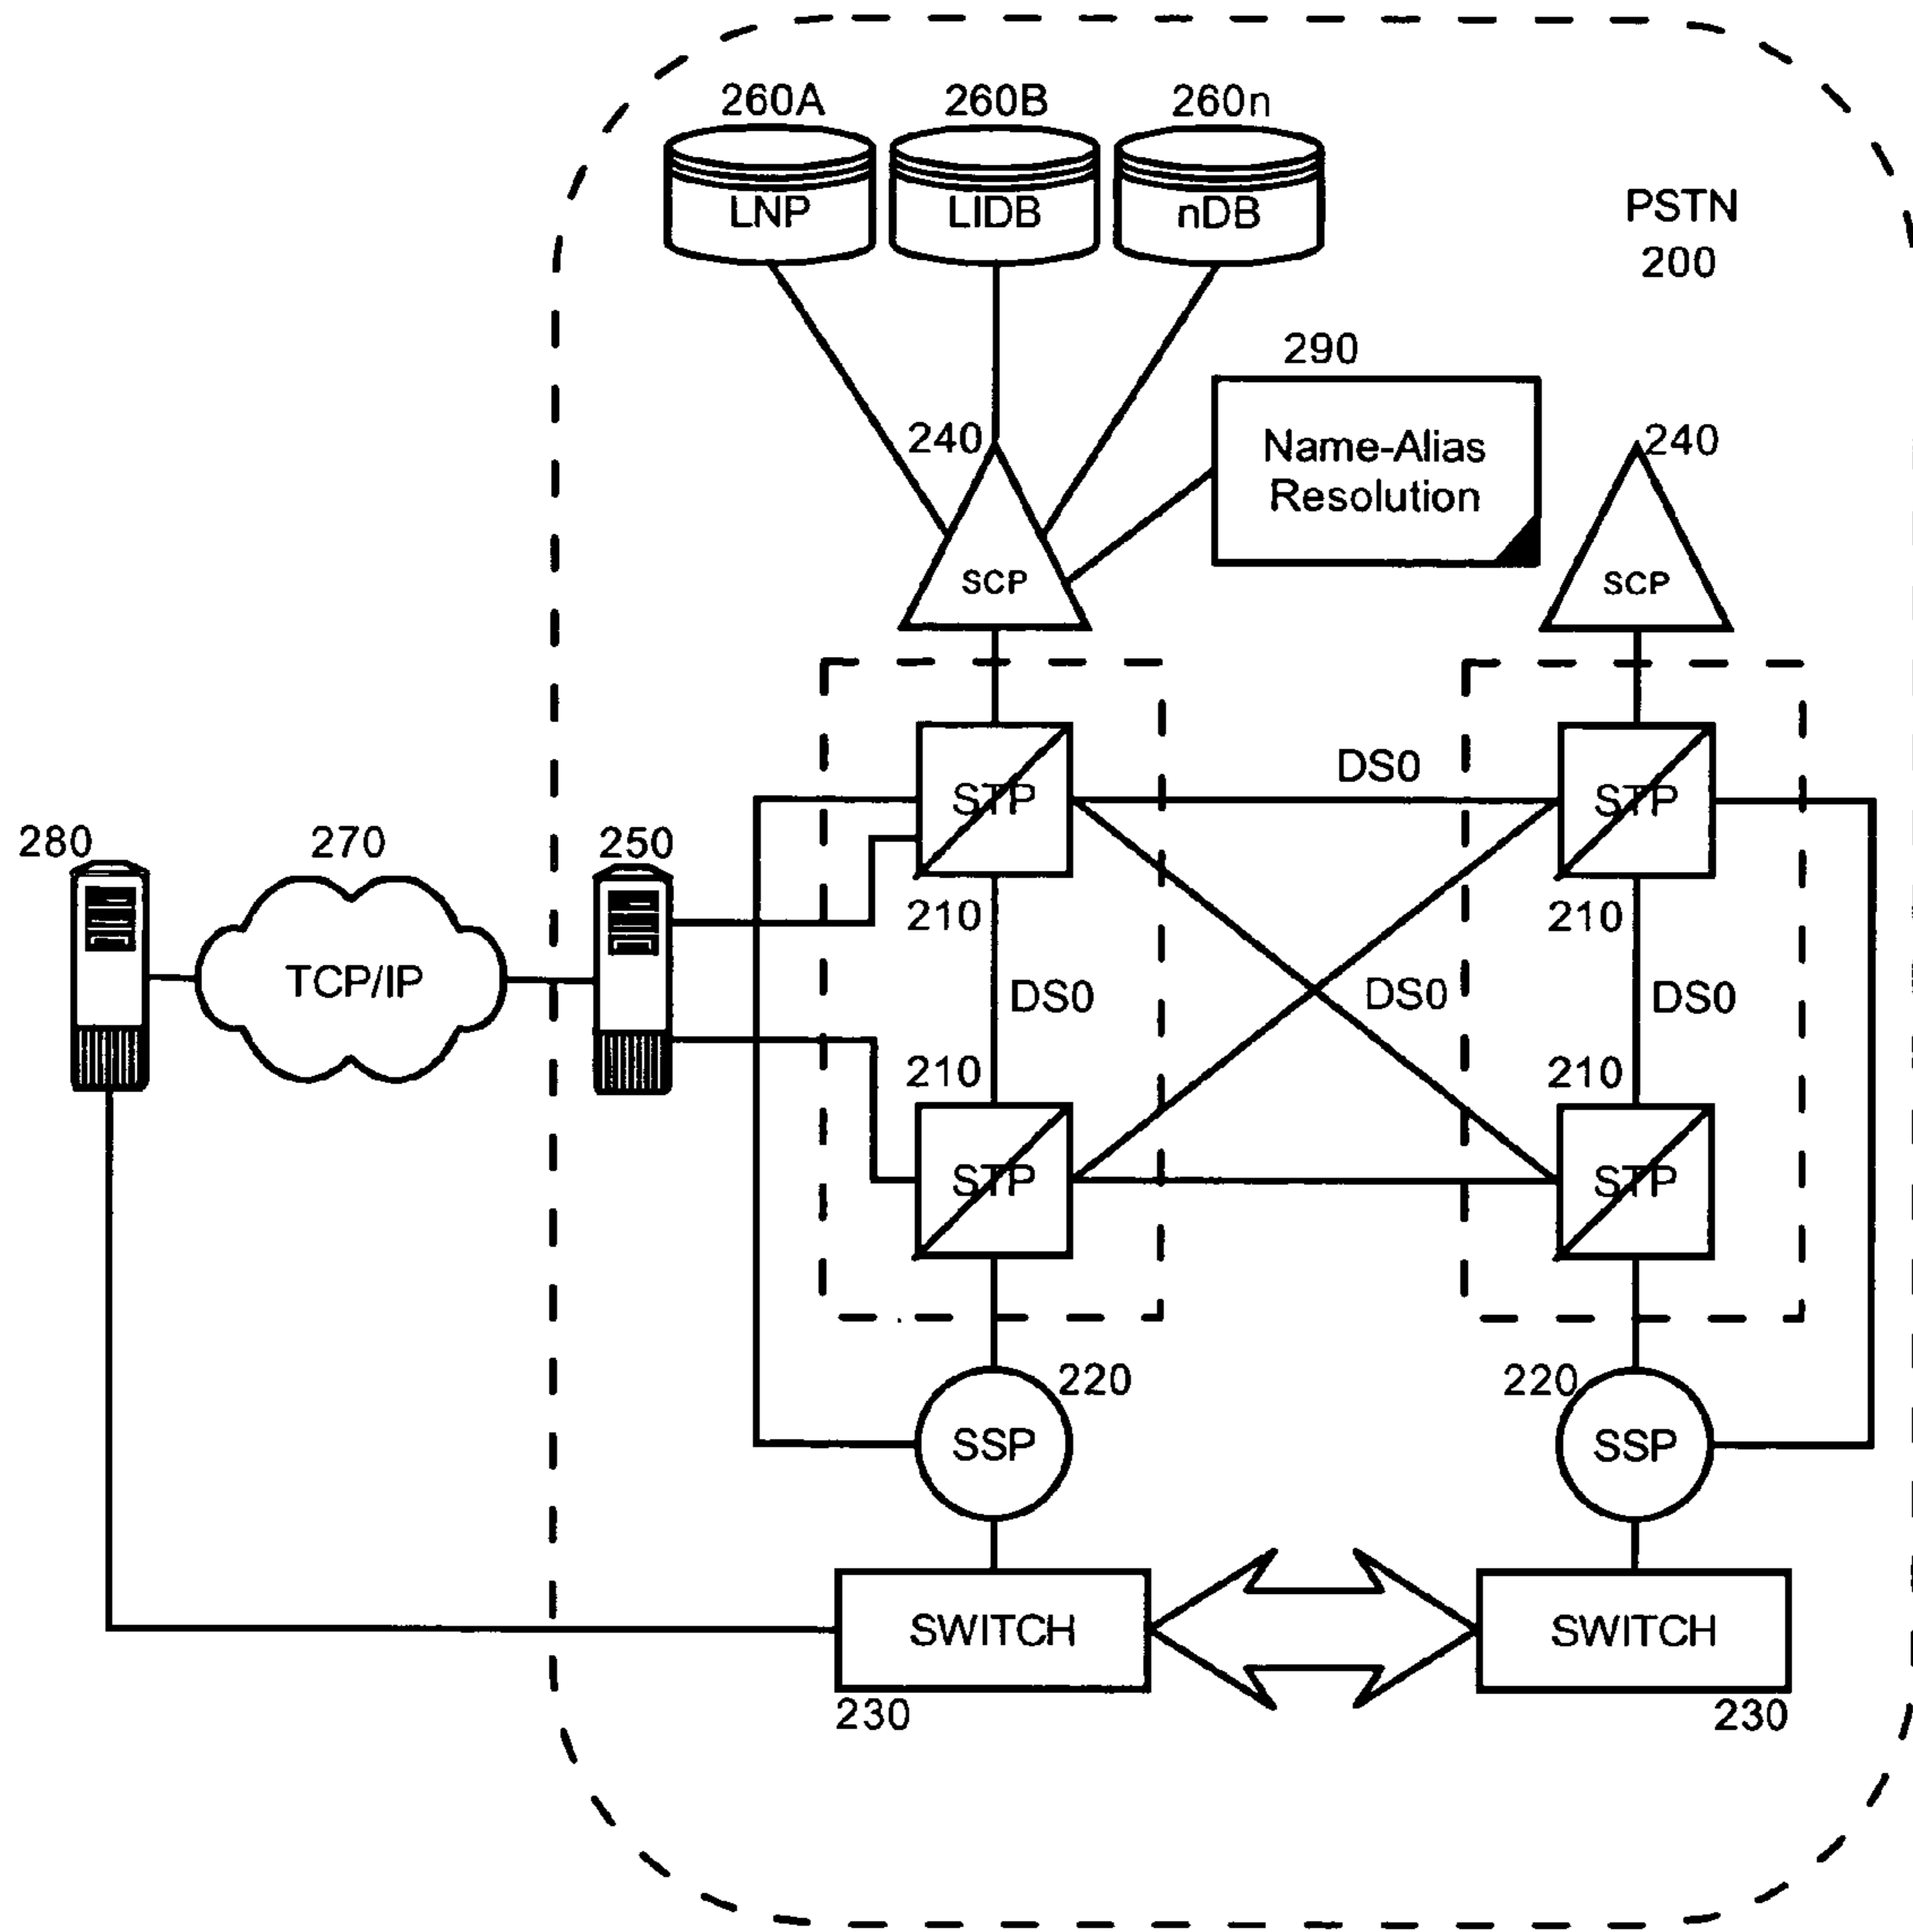 260A
260B
260n
LNP
LIDB
nDB
PSTN
200
290
Name-Alias
Resolution
240
240
SCP
SCP
DS0
STP
STP
280
270
250
210
210
TCP/IP
DS0
DS0
DS0
210
210
STP
STP
220
220
SSP
SSP
SWITCH
SWITCH
230
230